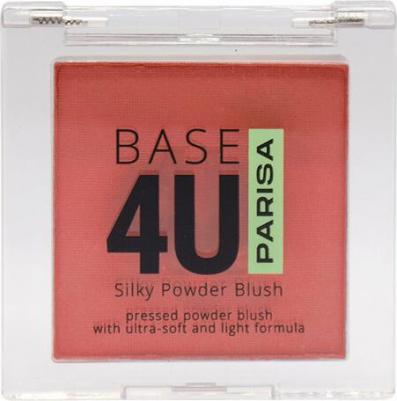 BASE
4U
PARISA
Silky Powder Blush
pressed powder blush
with ultra-soft and light formula